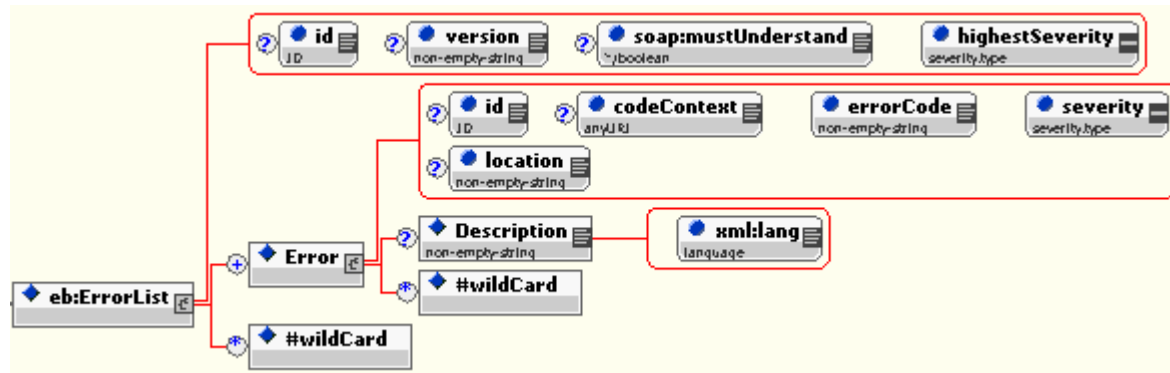 ? id ? version ? soap:mustUnderstand highestSeverity
ID non-empty-string */boolean severity.type
? id ? codeContext errorCode severity
ID anyURI non-empty-string severity.type
? location
non-empty-string
? Description xml:lang
non-empty-string language
+ Error
* #wildCard
eb:ErrorList
* #wildCard